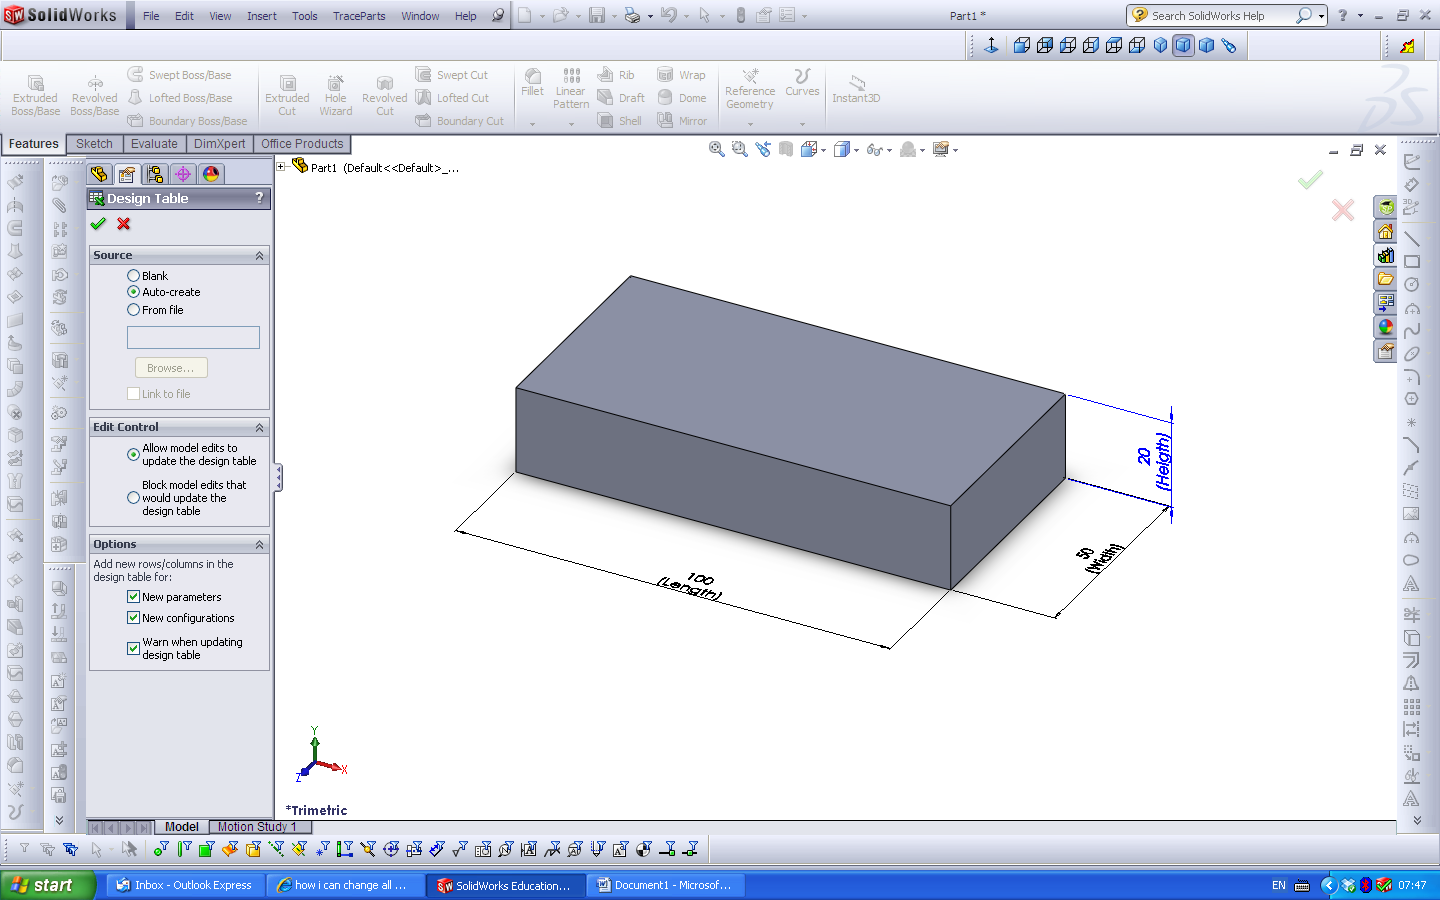 SolidWorks
File Edit View Insert Tools TraceParts Window Help
Part1 *
Search SolidWorks Help
Extruded Boss/Base
Revolved Boss/Base
Swept Boss/Base
Lofted Boss/Base
Boundary Boss/Base
Extruded Cut
Hole Wizard
Revolved Cut
Swept Cut
Lofted Cut
Boundary Cut
Fillet
Linear Pattern
Rib
Draft
Shell
Wrap
Dome
Mirror
Reference Geometry
Curves
Instant3D
Features Sketch Evaluate DimXpert Office Products
Part1 (Default<<Default>_...
Design Table
?
Source
Blank
Auto-create
From file
Browse...
Link to file
Edit Control
Allow model edits to
update the design table
Block model edits that
would update the
design table
Options
Add new rows/columns in the
design table for:
New parameters
New configurations
Warn when updating
design table
20
(Heigth)
50
(Width)
100
(Length)
Y
X
Z
*Trimetric
Model Motion Study 1
start
Inbox - Outlook Express
how i can change all ...
SolidWorks Education...
Document1 - Microsof...
EN
07:47